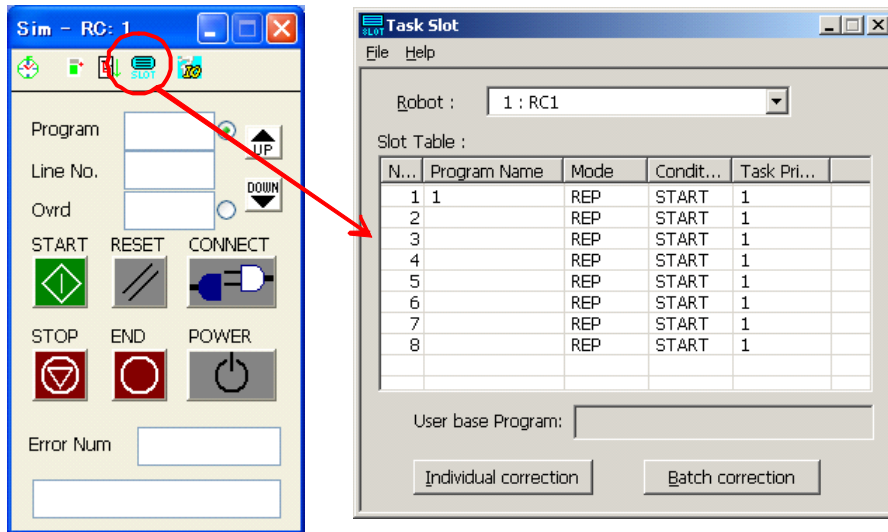 Sim - RC: 1
SLOT
IO
Program
UP
Line No.
DOWN
Ovrd
START RESET CONNECT
STOP END POWER
Error Num
SLOT Task Slot
File Help
Robot : 1 : RC1
Slot Table :
N... Program Name Mode Condit... Task Pri...
1 1 REP START 1
2 REP START 1
3 REP START 1
4 REP START 1
5 REP START 1
6 REP START 1
7 REP START 1
8 REP START 1
User base Program:
Individual correction Batch correction